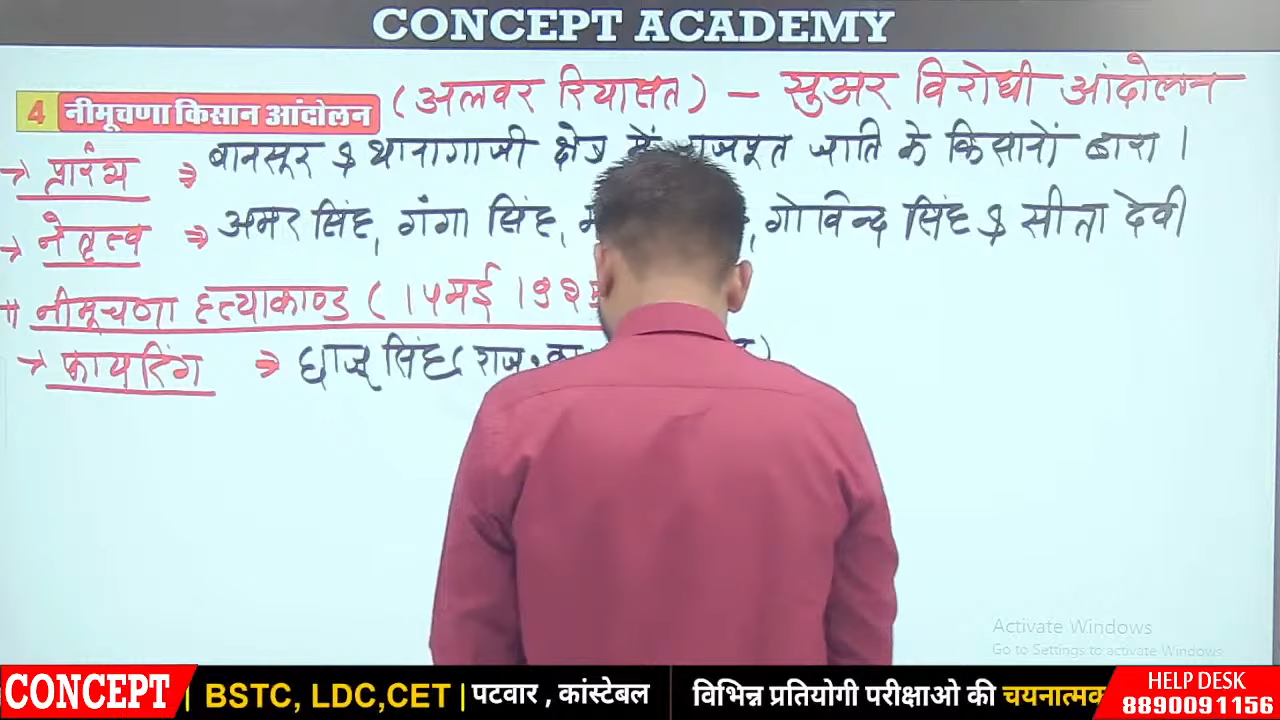 CONCEPT ACADEMY
4 नीमूचणा किसान आंदोलन (अलवर रियासत) – सुअर विरोधी आंदोलन
→ प्रारंभ ⇒ बानसूर & थानागाजी क्षेत्र में राजपूत जाति के किसानों द्वारा।
→ नेतृत्व ⇒ अमर सिंह, गंगा सिंह, गोविन्द सिंह & सीता देवी
# नीमूचणा हत्याकाण्ड (14 मई 192
→ फायरिंग ⇒ छाजू सिंह (राज०
Activate Windows
Go to Settings to activate Windows
CONCEPT | BSTC, LDC,CET | पटवार , कांस्टेबल | विभिन्न प्रतियोगी परीक्षाओ की चयनात्मक
HELP DESK
8890091156